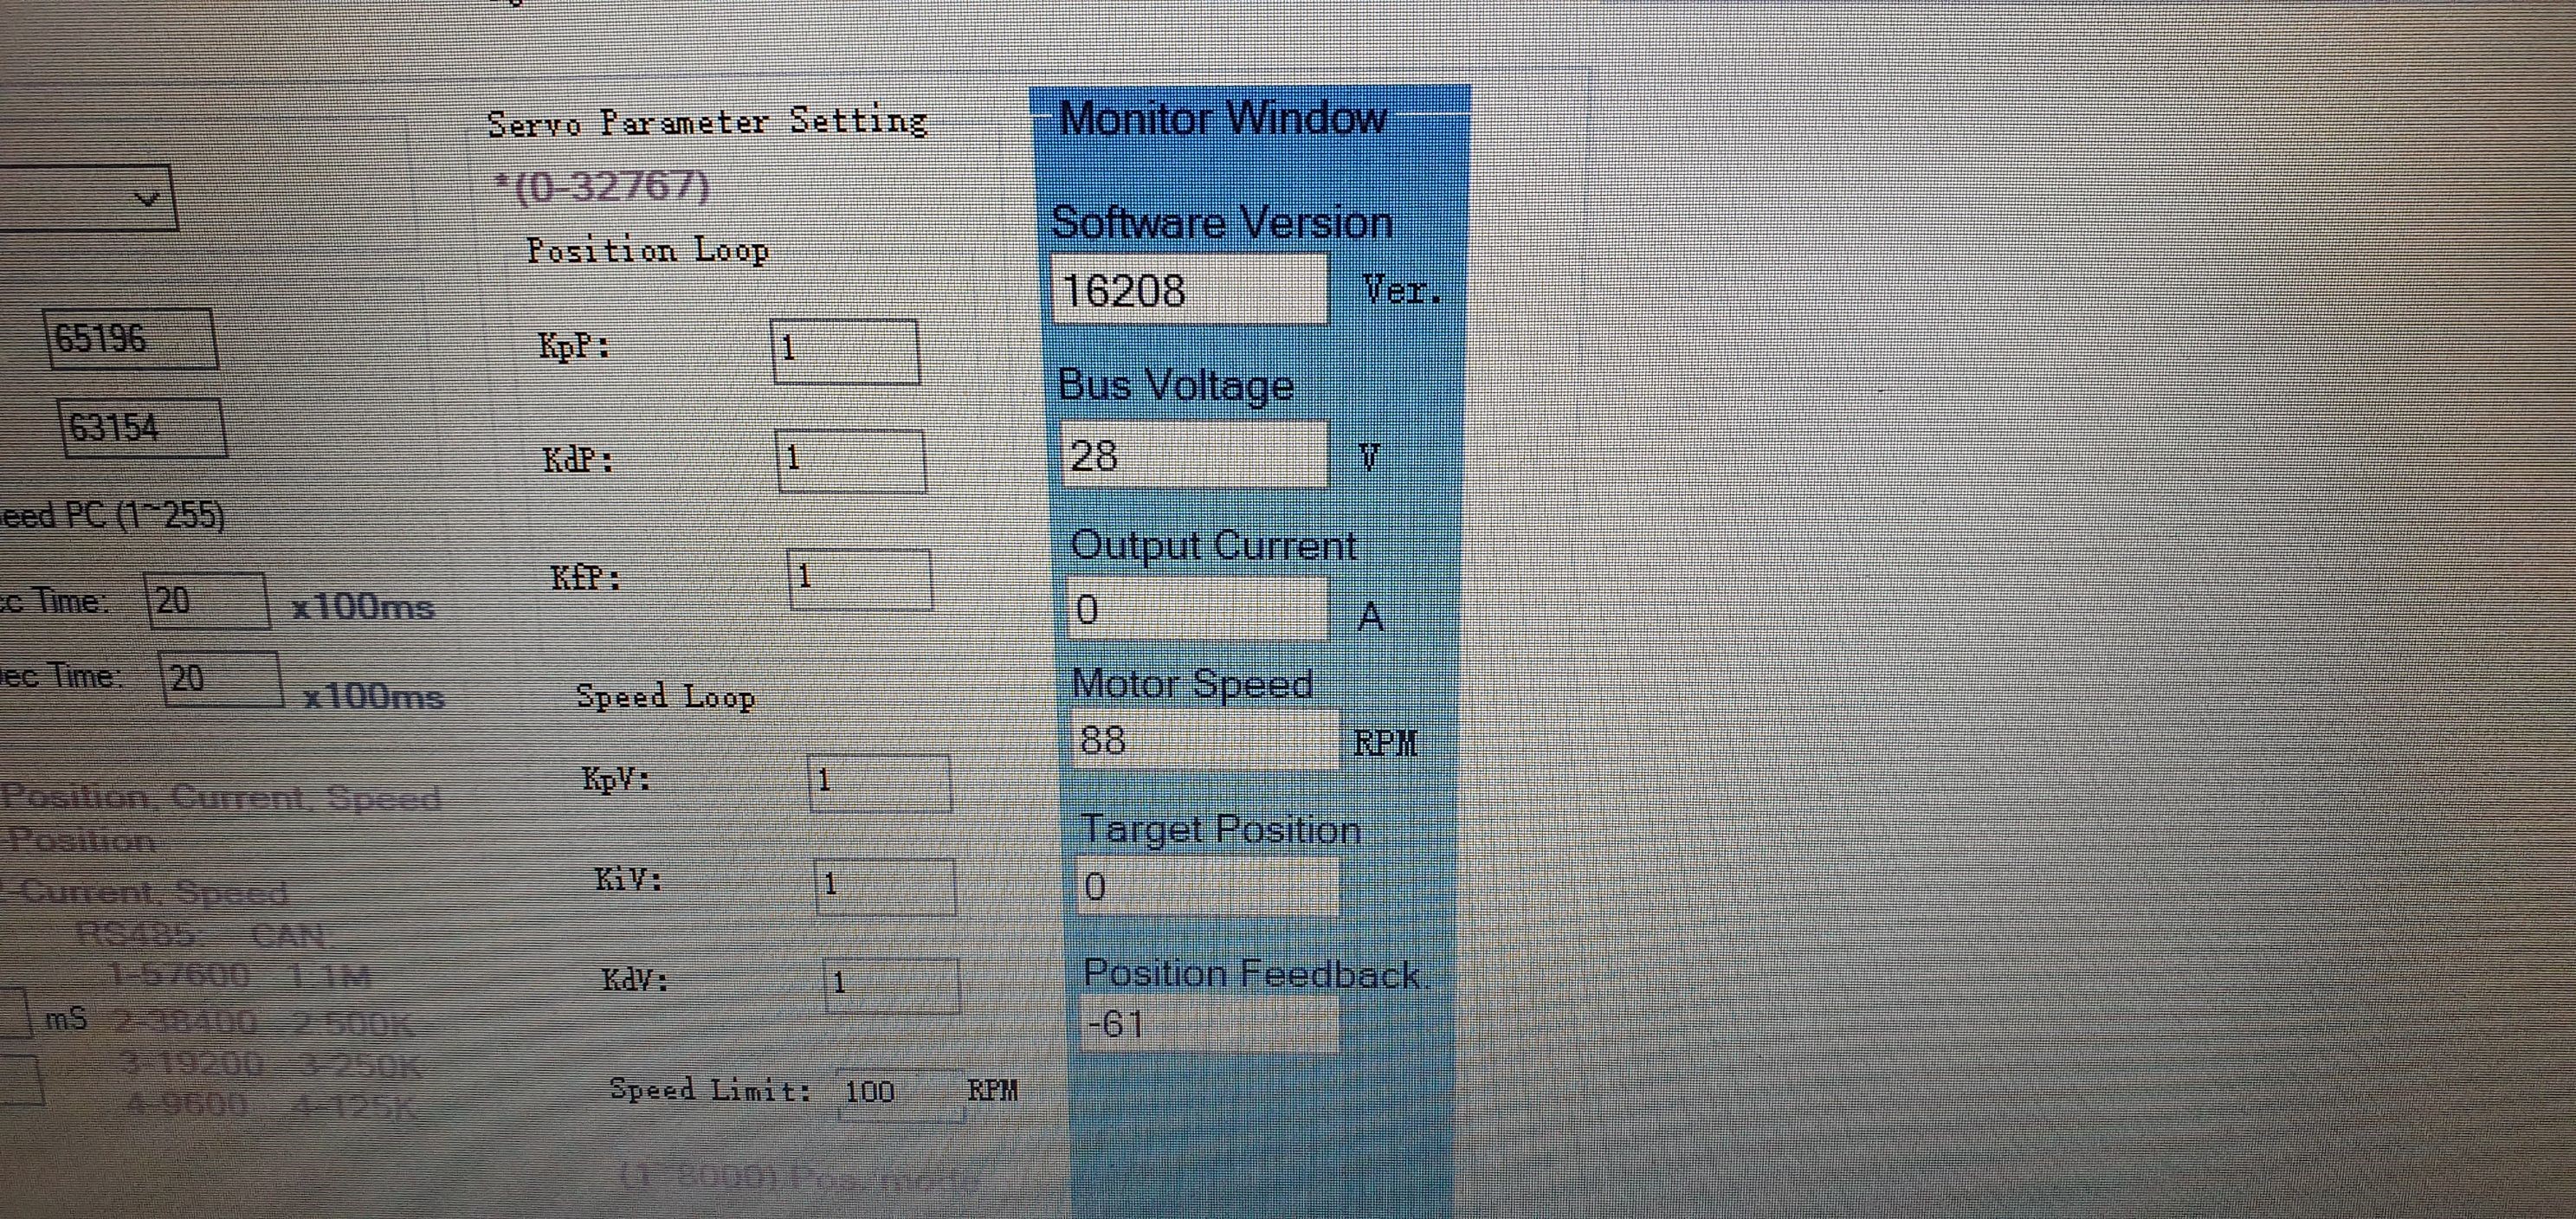 65196
63154
eed PC (1~255)
c Time: 20 x100ms
ec Time: 20 x100ms
Position, Current, Speed
-Position
Current, Speed
RS485: CAN:
1-57600 1.1M
mS 2-38400 2.500K
3-19200 3-250K
4-9600 4-125K
Servo Parameter Setting
*(0-32767)
Position Loop
KpP: 1
KdP: 1
KfP: 1
Speed Loop
KpV: 1
KiV: 1
KdV: 1
Speed Limit: 100 RPM
(1~8000) Pos. mode
Monitor Window
Software Version
16208 Ver.
Bus Voltage
28 V
Output Current
0 A
Motor Speed
88 RPM
Target Position
0
Position Feedback.
-61